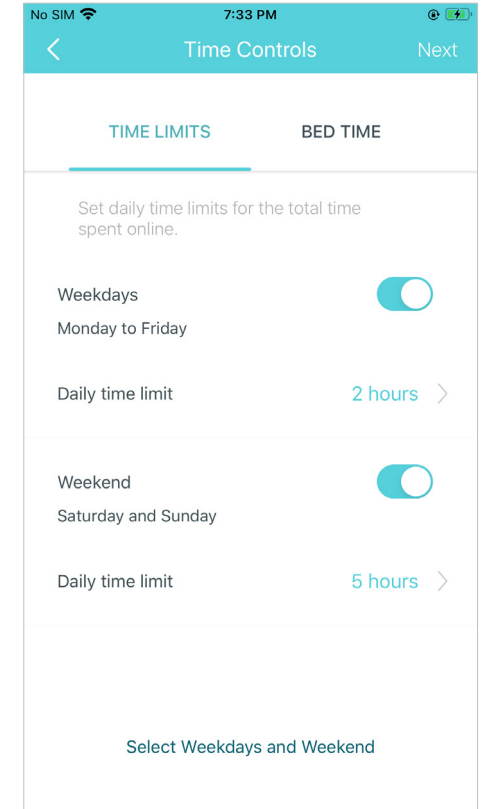 No SIM 7:33 PM
Time Controls Next
TIME LIMITS BED TIME
Set daily time limits for the total time
spent online.
Weekdays
Monday to Friday
Daily time limit 2 hours
Weekend
Saturday and Sunday
Daily time limit 5 hours
Select Weekdays and Weekend